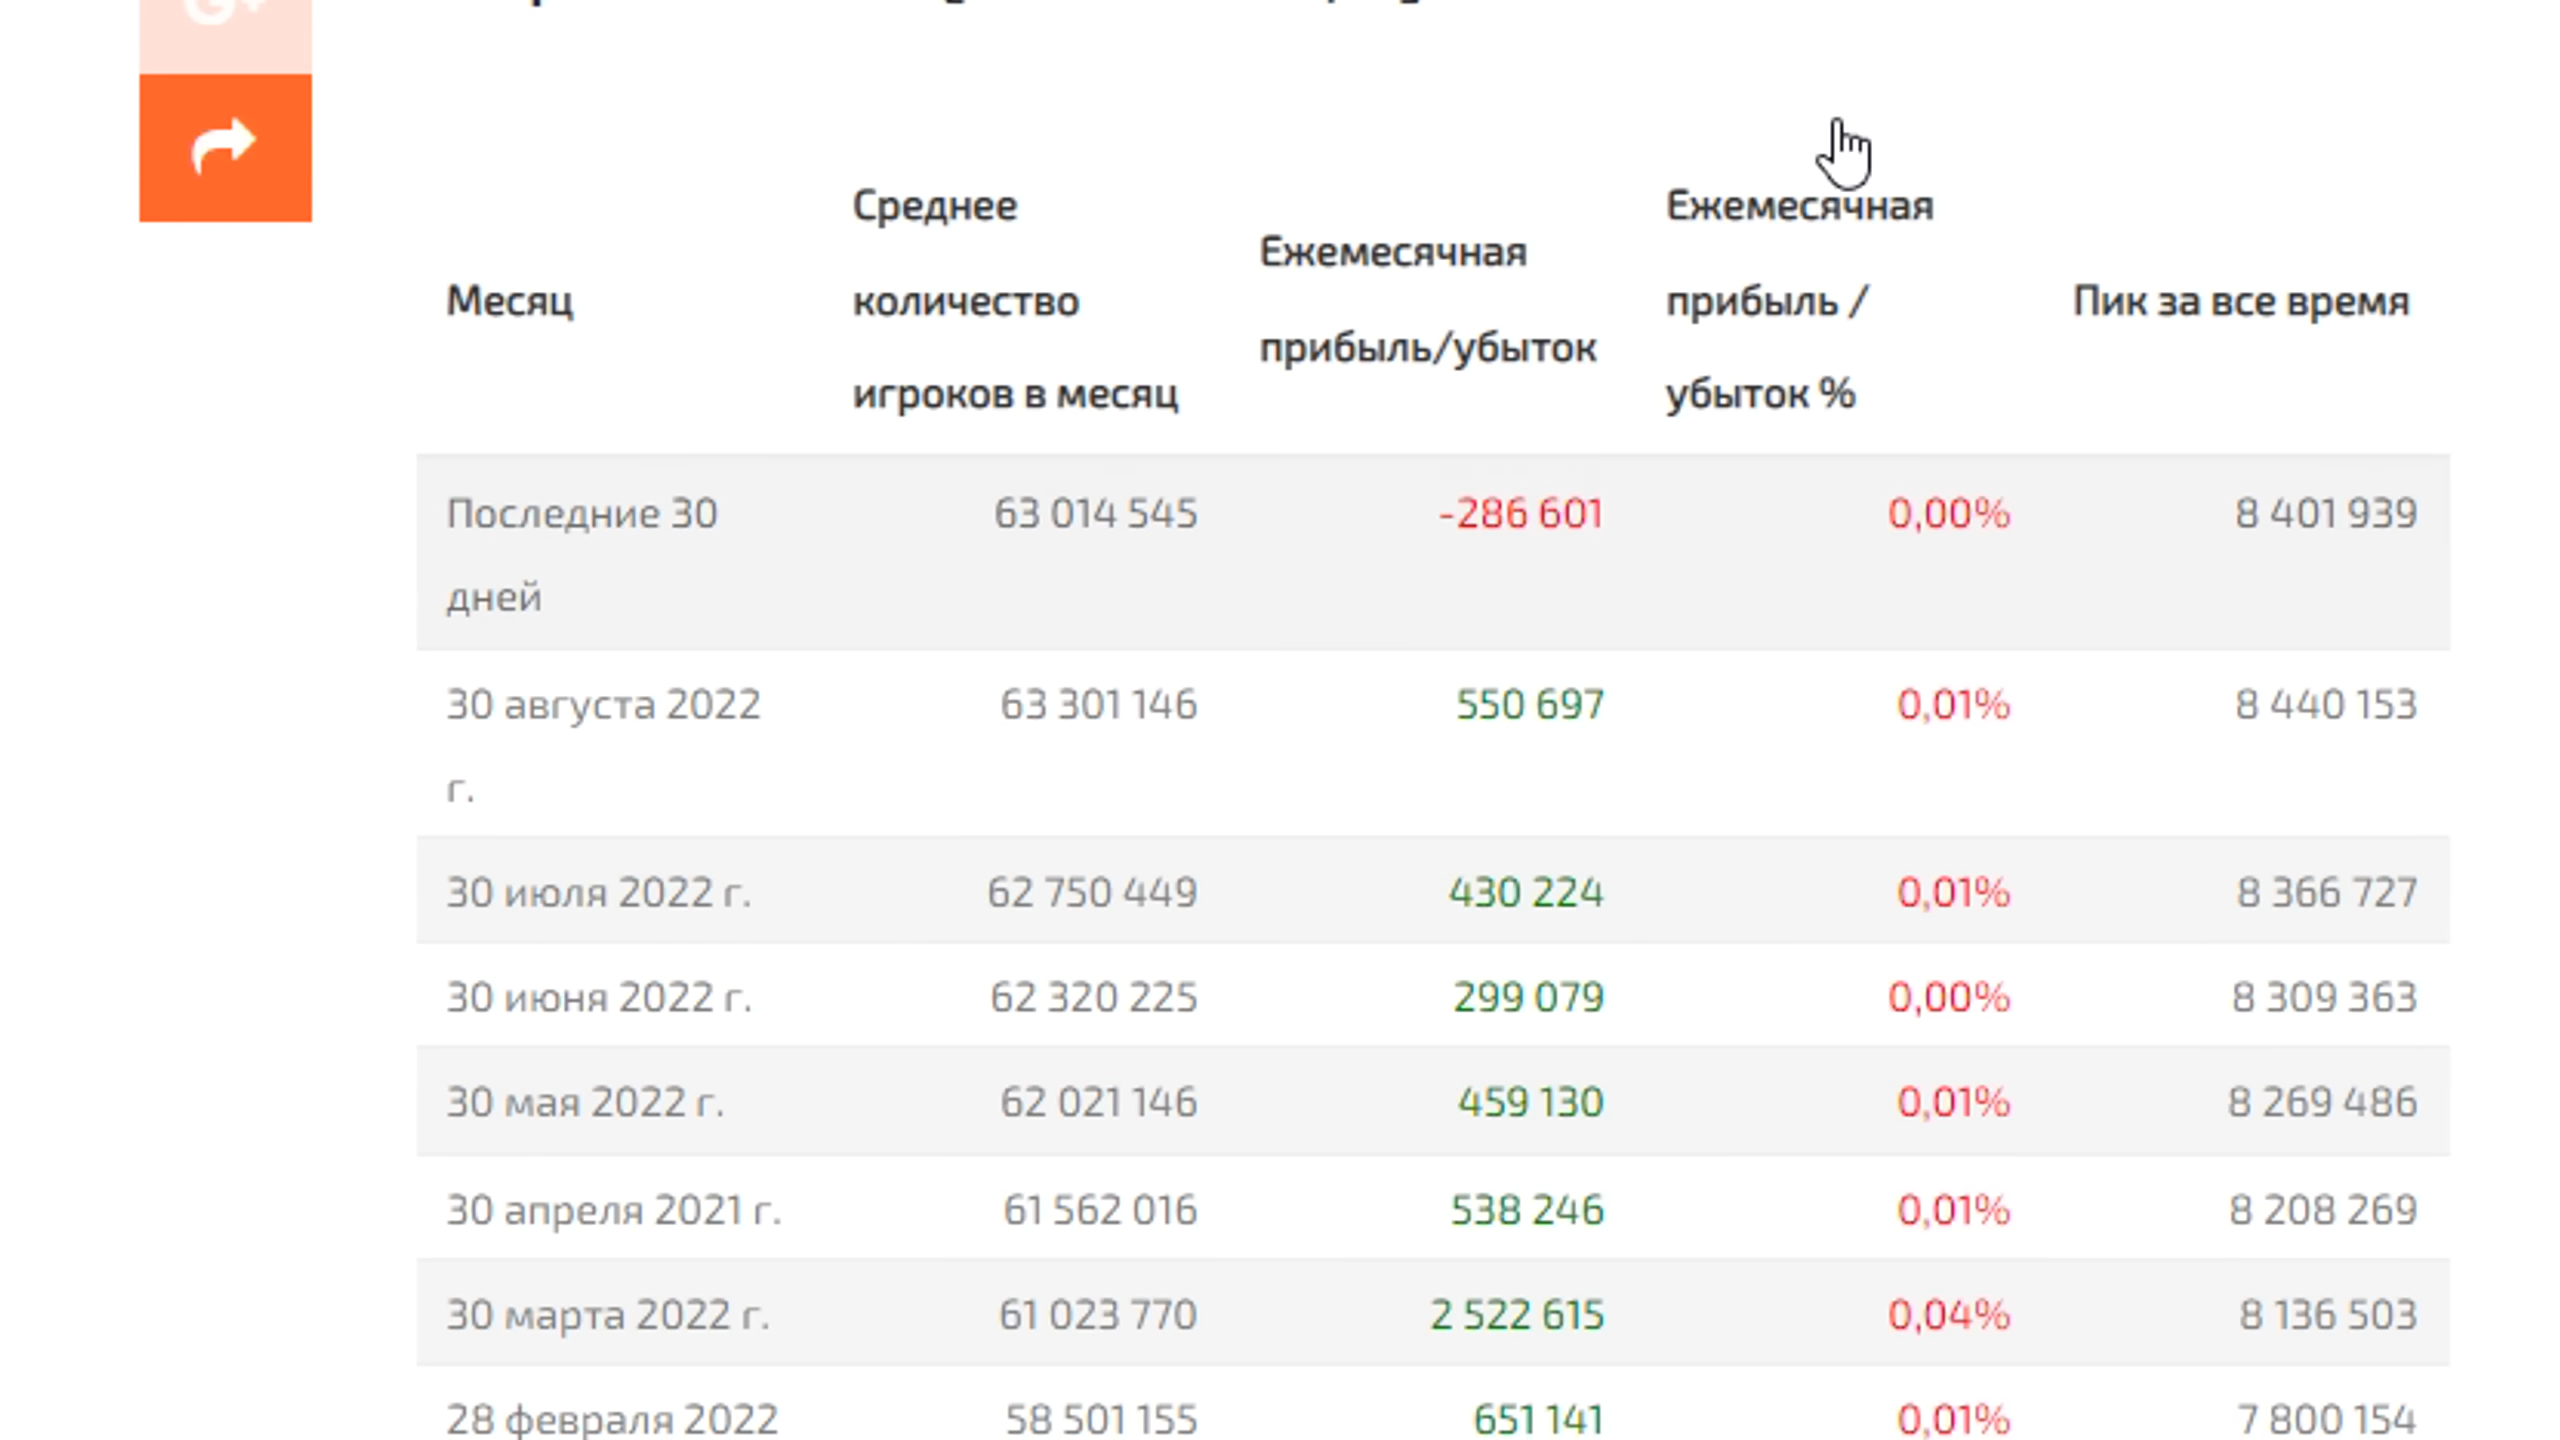 Месяц
Среднее
количество
игроков в месяц
Ежемесячная
прибыль/убыток
Ежемесячная
прибыль /
убыток %
Пик за все время
Последние 30 63 014 545 -286 601 0,00% 8 401 939
дней
30 августа 2022 63 301 146 550 697 0,01% 8 440 153
г.
30 июля 2022 г. 62 750 449 430 224 0,01% 8 366 727
30 июня 2022 г. 62 320 225 299 079 0,00% 8 309 363
30 мая 2022 г. 62 021 146 459 130 0,01% 8 269 486
30 апреля 2021 г. 61 562 016 538 246 0,01% 8 208 269
30 марта 2022 г. 61 023 770 2 522 615 0,04% 8 136 503
28 февраля 2022 58 501 155 651 141 0,01% 7 800 154